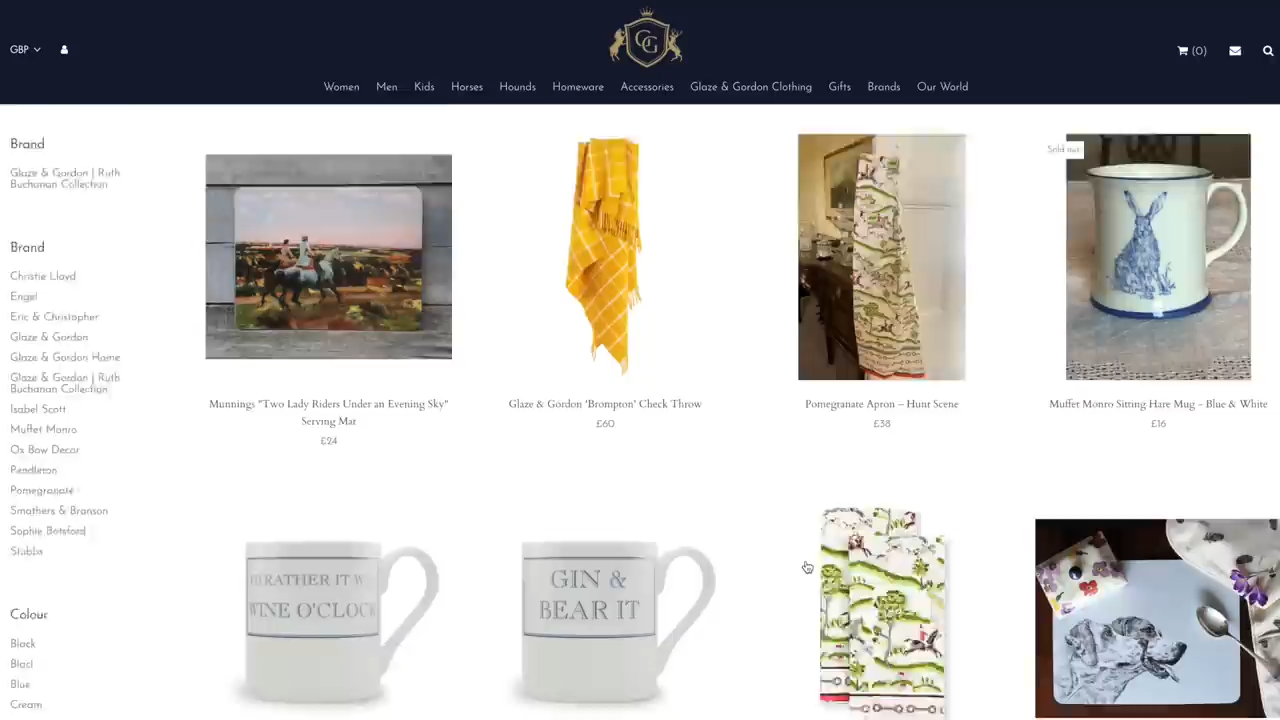 GBP
GG
(0)
Women Men Kids Horses Hounds Homeware Accessories Glaze & Gordon Clothing Gifts Brands Our World
Brand
Glaze & Gordon | Ruth
Buchanan Collection
Brand
Christie Lloyd
Engel
Eric & Christopher
Glaze & Gordon
Glaze & Gordon Home
Glaze & Gordon | Ruth
Buchanan Collection
Isabel Scott
Muffet Monro
Ox Bow Decor
Pendleton
Pomegranate
Smathers & Branson
Sophie Botsford
Stubbs
Colour
Black
Blacl
Blue
Cream
Munnings "Two Lady Riders Under an Evening Sky"
Serving Mat
£24
Glaze & Gordon 'Brompton' Check Throw
£60
Pomegranate Apron – Hunt Scene
£38
Sold out
Muffet Monro Sitting Hare Mug – Blue & White
£16
I'D RATHER IT W
WINE O'CLOCK
GIN &
BEAR IT